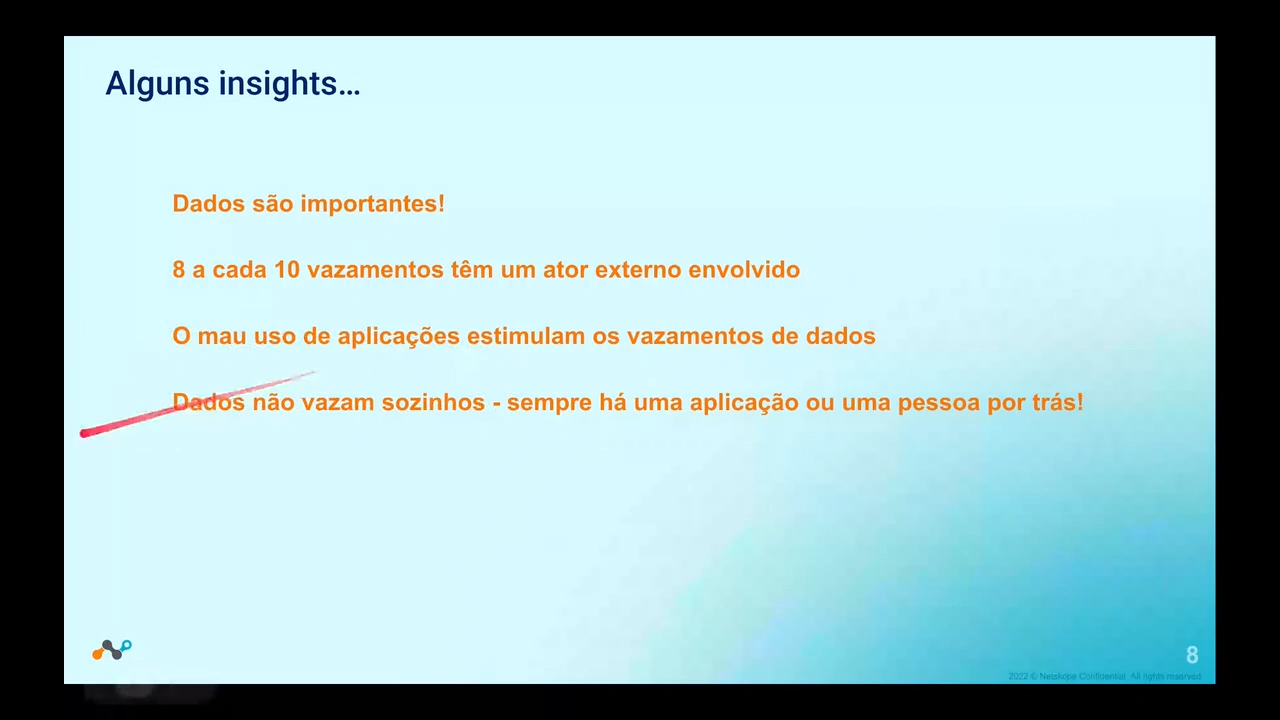 Alguns insights...
Dados são importantes!
8 a cada 10 vazamentos têm um ator externo envolvido
O mau uso de aplicações estimulam os vazamentos de dados
Dados não vazam sozinhos - sempre há uma aplicação ou uma pessoa por trás!
8
2022 © Netskope Confidential. All rights reserved.